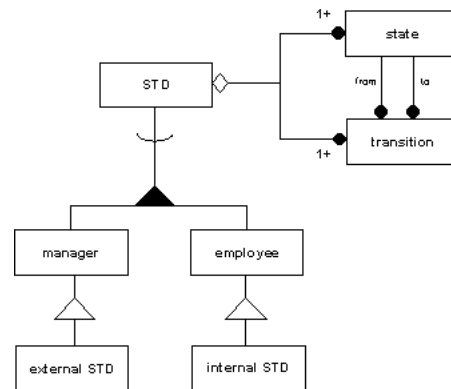 1+
state
STD
from
to
1+
transition
manager
employee
external STD
internal STD